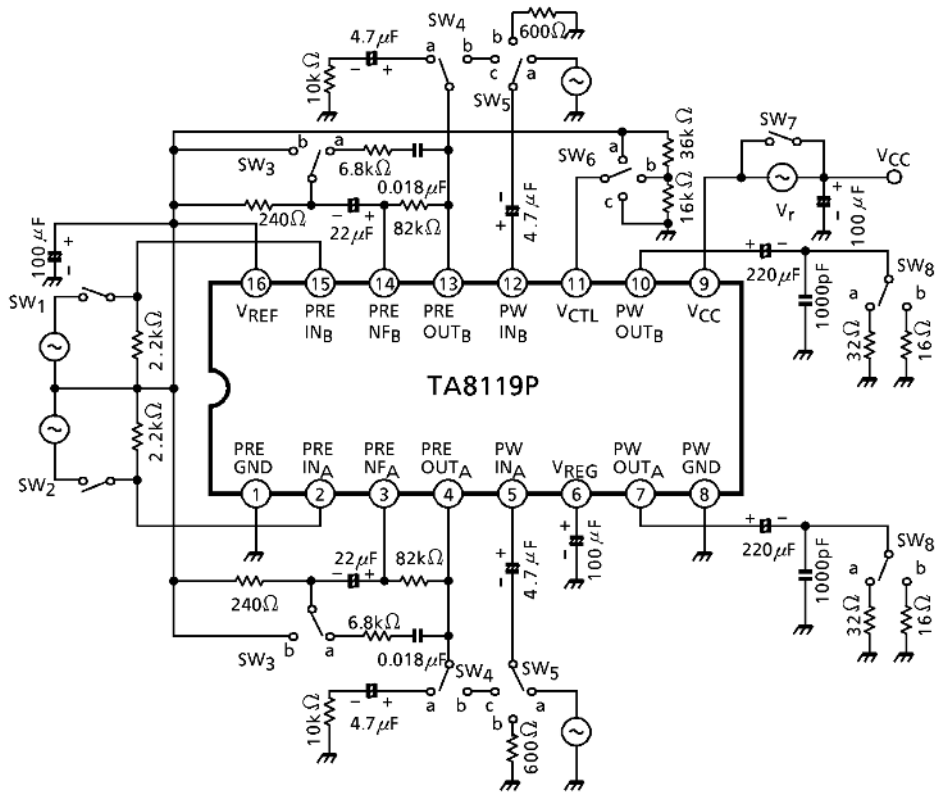 SW4
4.7μF
a
b
b
600Ω
10kΩ
−
+
c
a
SW5
SW7
VCC
SW3
b
a
6.8kΩ
0.018μF
SW6
a
b
c
36kΩ
16kΩ
Vr
+
−
100μF
240Ω
−
+
22μF
82kΩ
−
+
4.7μF
100μF
+
−
+
−
220μF
1000pF
SW8
a
b
32Ω
16Ω
SW1
16
15
14
13
12
11
10
9
VREF
PRE INB
PRE NFB
PRE OUTB
PW INB
VCTL
PW OUTB
VCC
2.2kΩ
TA8119P
2.2kΩ
SW2
PRE GND
PRE INA
PRE NFA
PRE OUTA
PW INA
VREG
PW OUTA
PW GND
1
2
3
4
5
6
7
8
22μF
−
+
82kΩ
240Ω
+
−
4.7μF
+
−
100μF
+
−
220μF
1000pF
SW8
a
b
32Ω
16Ω
SW3
b
a
6.8kΩ
0.018μF
SW4
SW5
10kΩ
−
+
4.7μF
a
b
c
a
b
600Ω